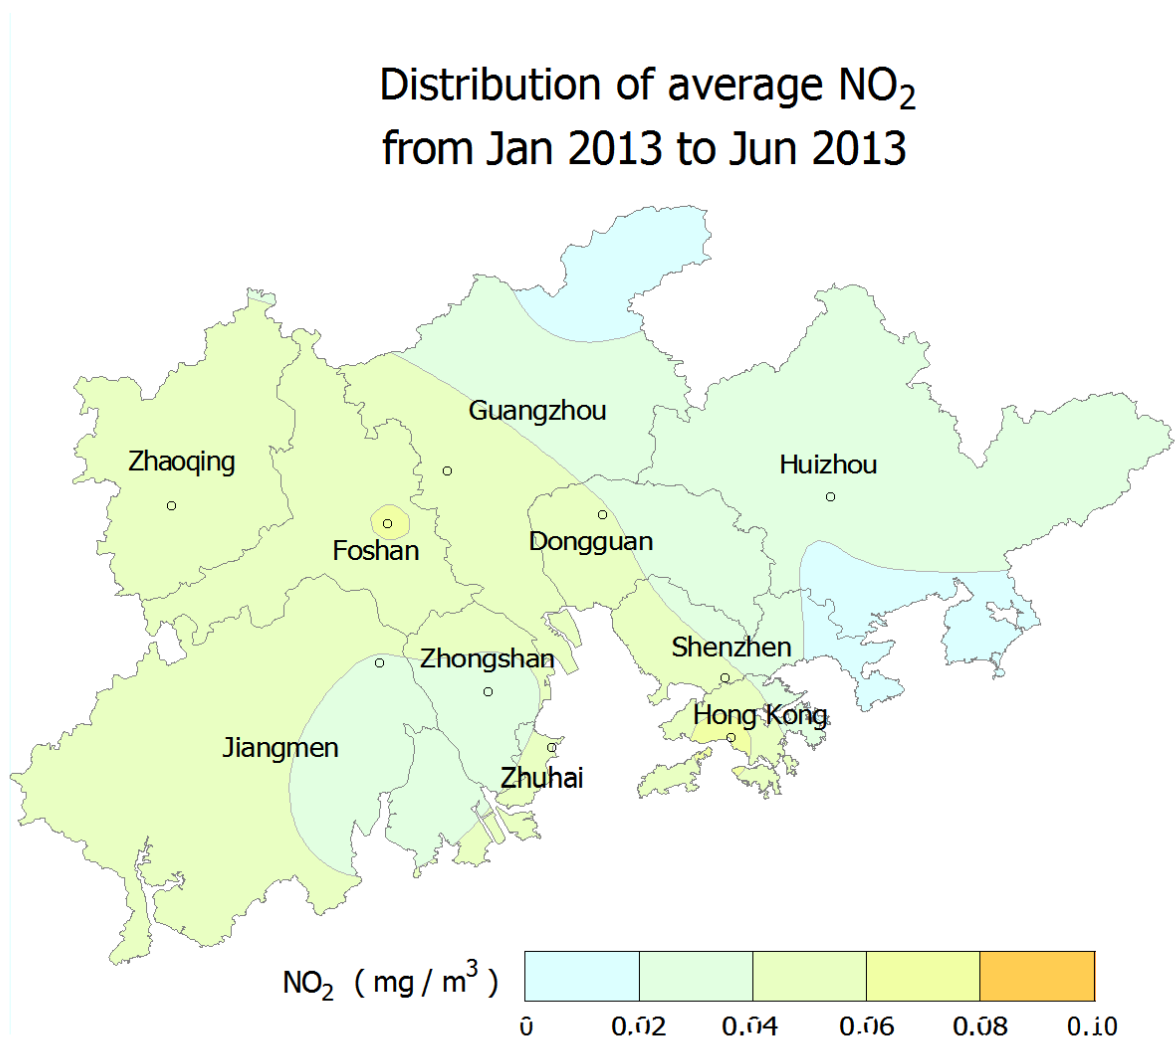 Distribution of average NO₂
from Jan 2013 to Jun 2013
Guangzhou
Zhaoqing
Huizhou
Foshan
Dongguan
Shenzhen
Zhongshan
Hong Kong
Jiangmen
Zhuhai
NO₂ ( mg / m³ )
0 0.02 0.04 0.06 0.08 0.10